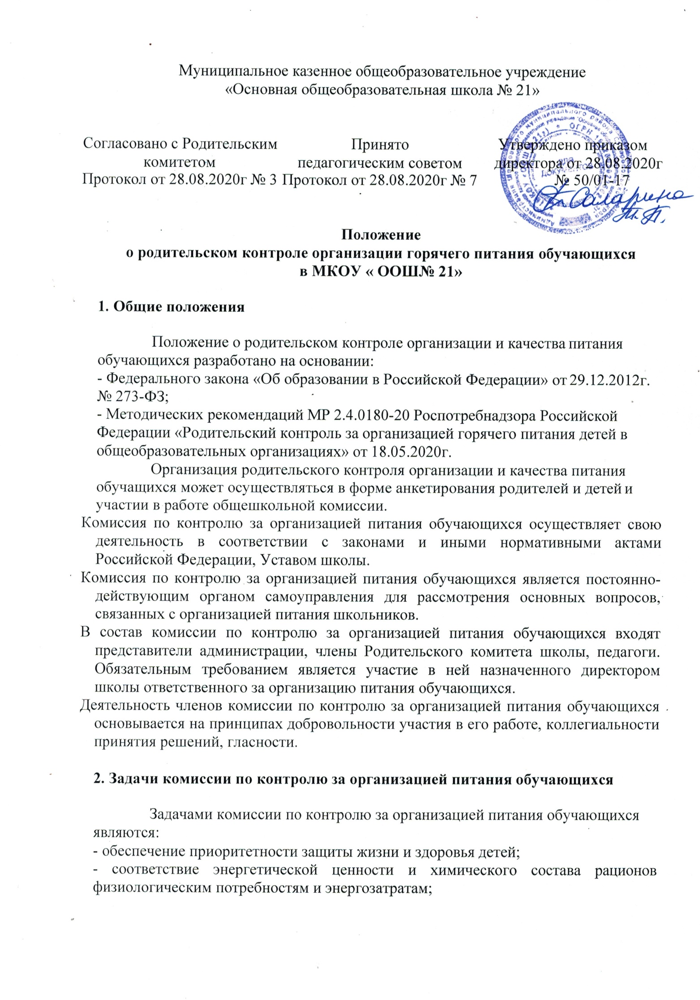 Муниципальное казенное общеобразовательное учреждение
«Основная общеобразовательная школа № 21»
Согласовано с Родительским
комитетом
Протокол от 28.08.2020г № 3
Принято
педагогическим советом
Протокол от 28.08.2020г № 7
Утверждено приказом
директора от 28.08.2020г
№ 50/01-17
для
документов
Положение
о родительском контроле организации горячего питания обучающихся
в МКОУ « ООШ№ 21»
1. Общие положения
Положение о родительском контроле организации и качества питания
обучающихся разработано на основании:
- Федерального закона «Об образовании в Российской Федерации» от 29.12.2012г.
№ 273-ФЗ;
- Методических рекомендаций МР 2.4.0180-20 Роспотребнадзора Российской
Федерации «Родительский контроль за организацией горячего питания детей в
общеобразовательных организациях» от 18.05.2020г.
Организация родительского контроля организации и качества питания
обучащихся может осуществляться в форме анкетирования родителей и детей и
участии в работе общешкольной комиссии.
Комиссия по контролю за организацией питания обучающихся осуществляет свою
деятельность в соответствии с законами и иными нормативными актами
Российской Федерации, Уставом школы.
Комиссия по контролю за организацией питания обучающихся является постоянно-
действующим органом самоуправления для рассмотрения основных вопросов,
связанных с организацией питания школьников.
В состав комиссии по контролю за организацией питания обучающихся входят
представители администрации, члены Родительского комитета школы, педагоги.
Обязательным требованием является участие в ней назначенного директором
школы ответственного за организацию питания обучающихся.
Деятельность членов комиссии по контролю за организацией питания обучающихся
основывается на принципах добровольности участия в его работе, коллегиальности
принятия решений, гласности.
2. Задачи комиссии по контролю за организацией питания обучающихся
Задачами комиссии по контролю за организацией питания обучающихся
являются:
- обеспечение приоритетности защиты жизни и здоровья детей;
- соответствие энергетической ценности и химического состава рационов
физиологическим потребностям и энергозатратам;